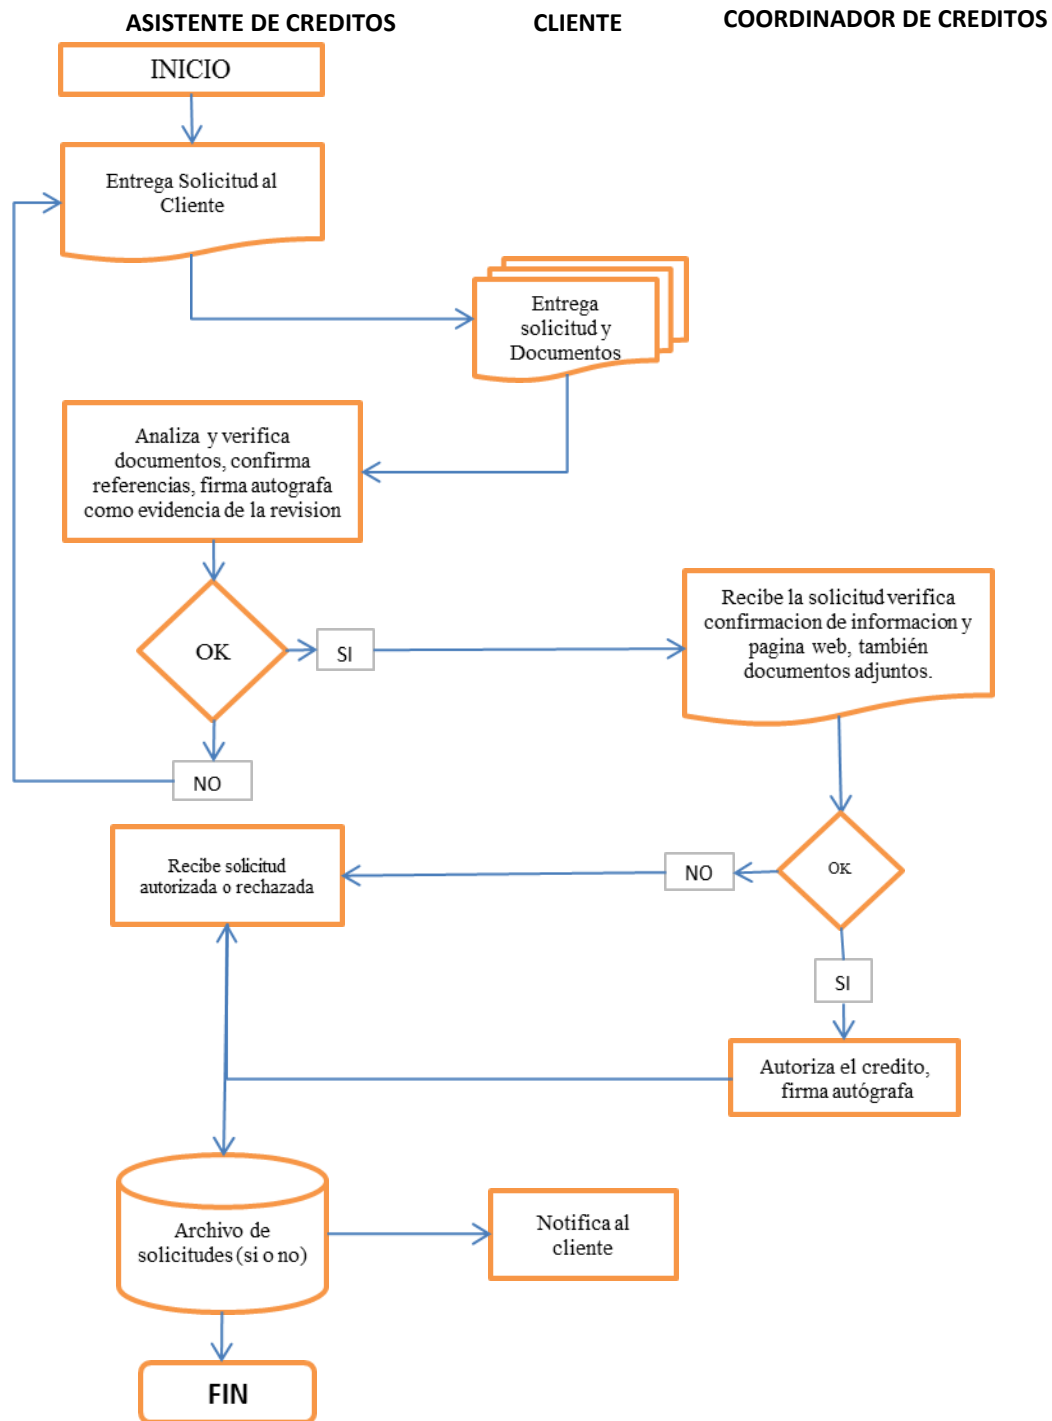 ASISTENTE DE CREDITOS
CLIENTE
COORDINADOR DE CREDITOS
INICIO
Entrega Solicitud al
Cliente
Entrega
solicitud y
Documentos
Analiza y verifica
documentos, confirma
referencias, firma autografa
como evidencia de la revision
OK
SI
Recibe la solicitud verifica
confirmacion de informacion y
pagina web, también
documentos adjuntos.
NO
Recibe solicitud
autorizada o rechazada
NO
OK
SI
Autoriza el credito,
firma autógrafa
Archivo de
solicitudes (si o no)
Notifica al
cliente
FIN